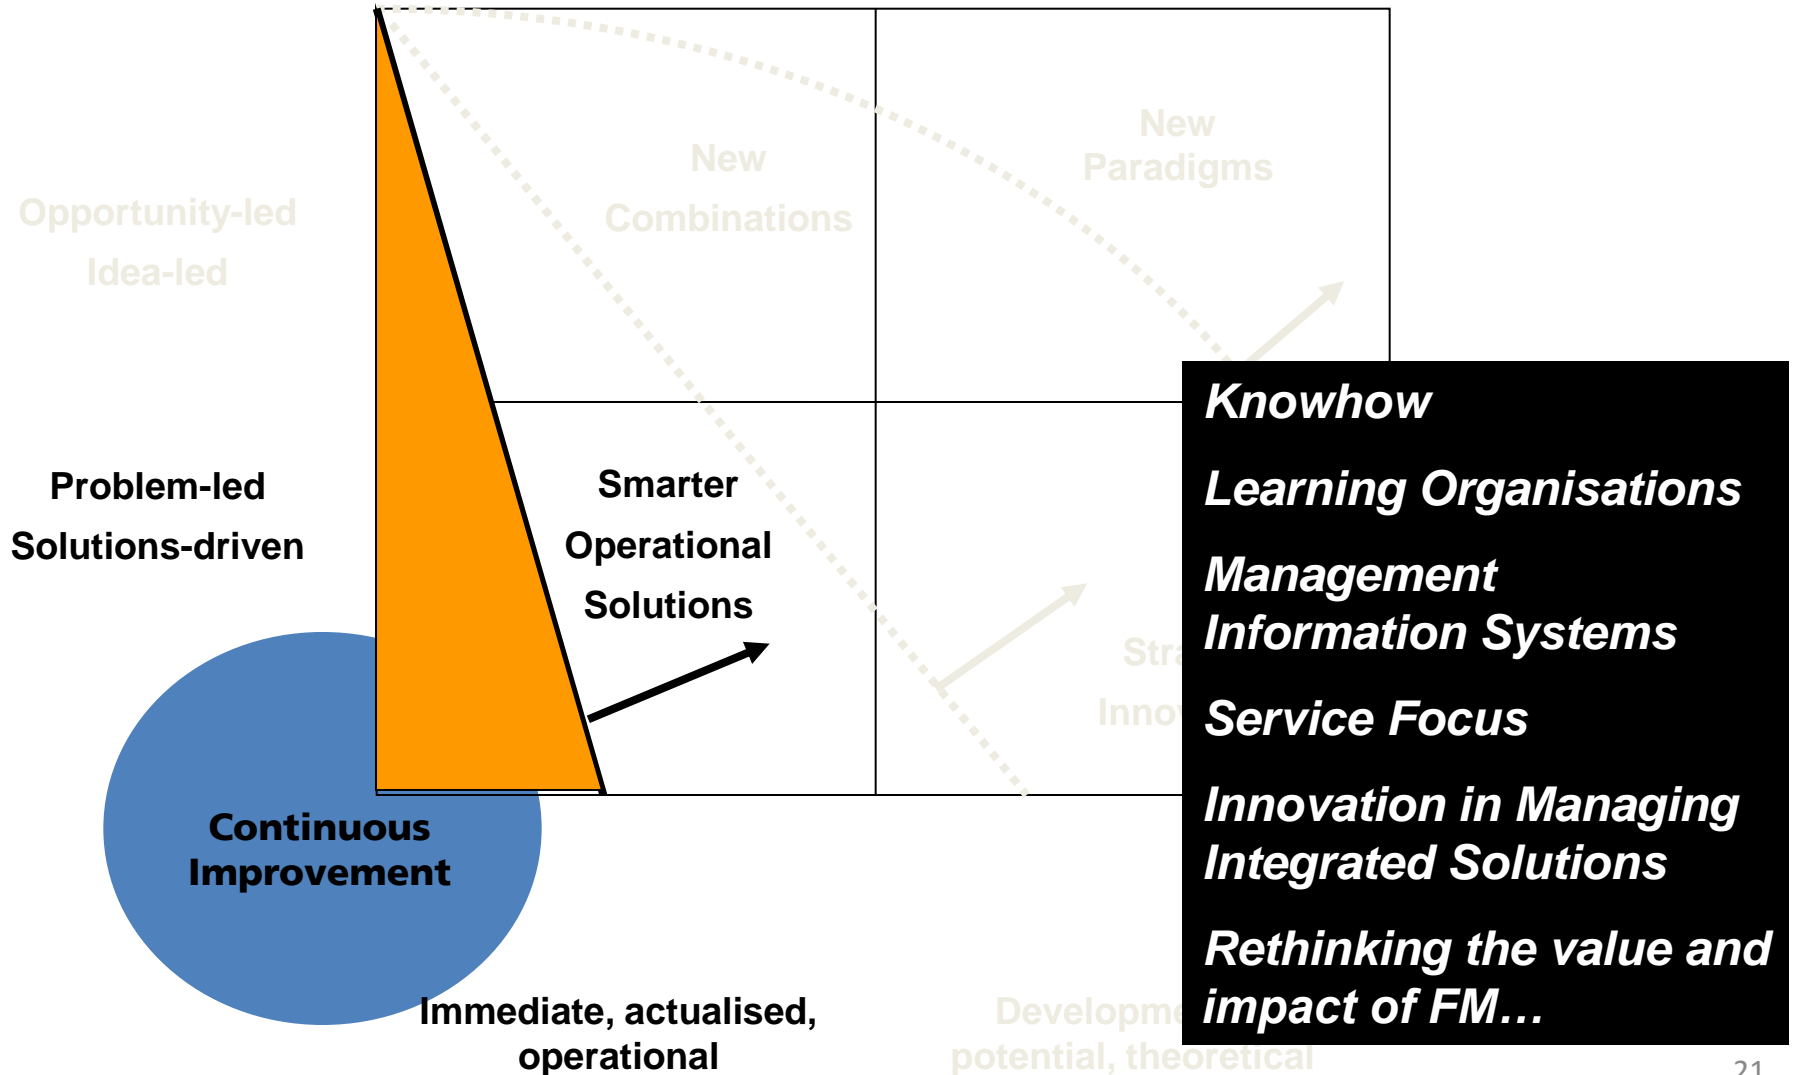 New
Paradigms
New
Combinations
Opportunity-led
Idea-led
Problem-led
Solutions-driven
Smarter
Operational
Solutions
Continuous
Improvement
Immediate, actualised,
operational
potential, theoretical
Knowhow
Learning Organisations
Management
Information Systems
Service Focus
Innovation in Managing
Integrated Solutions
Rethinking the value and
impact of FM…
21